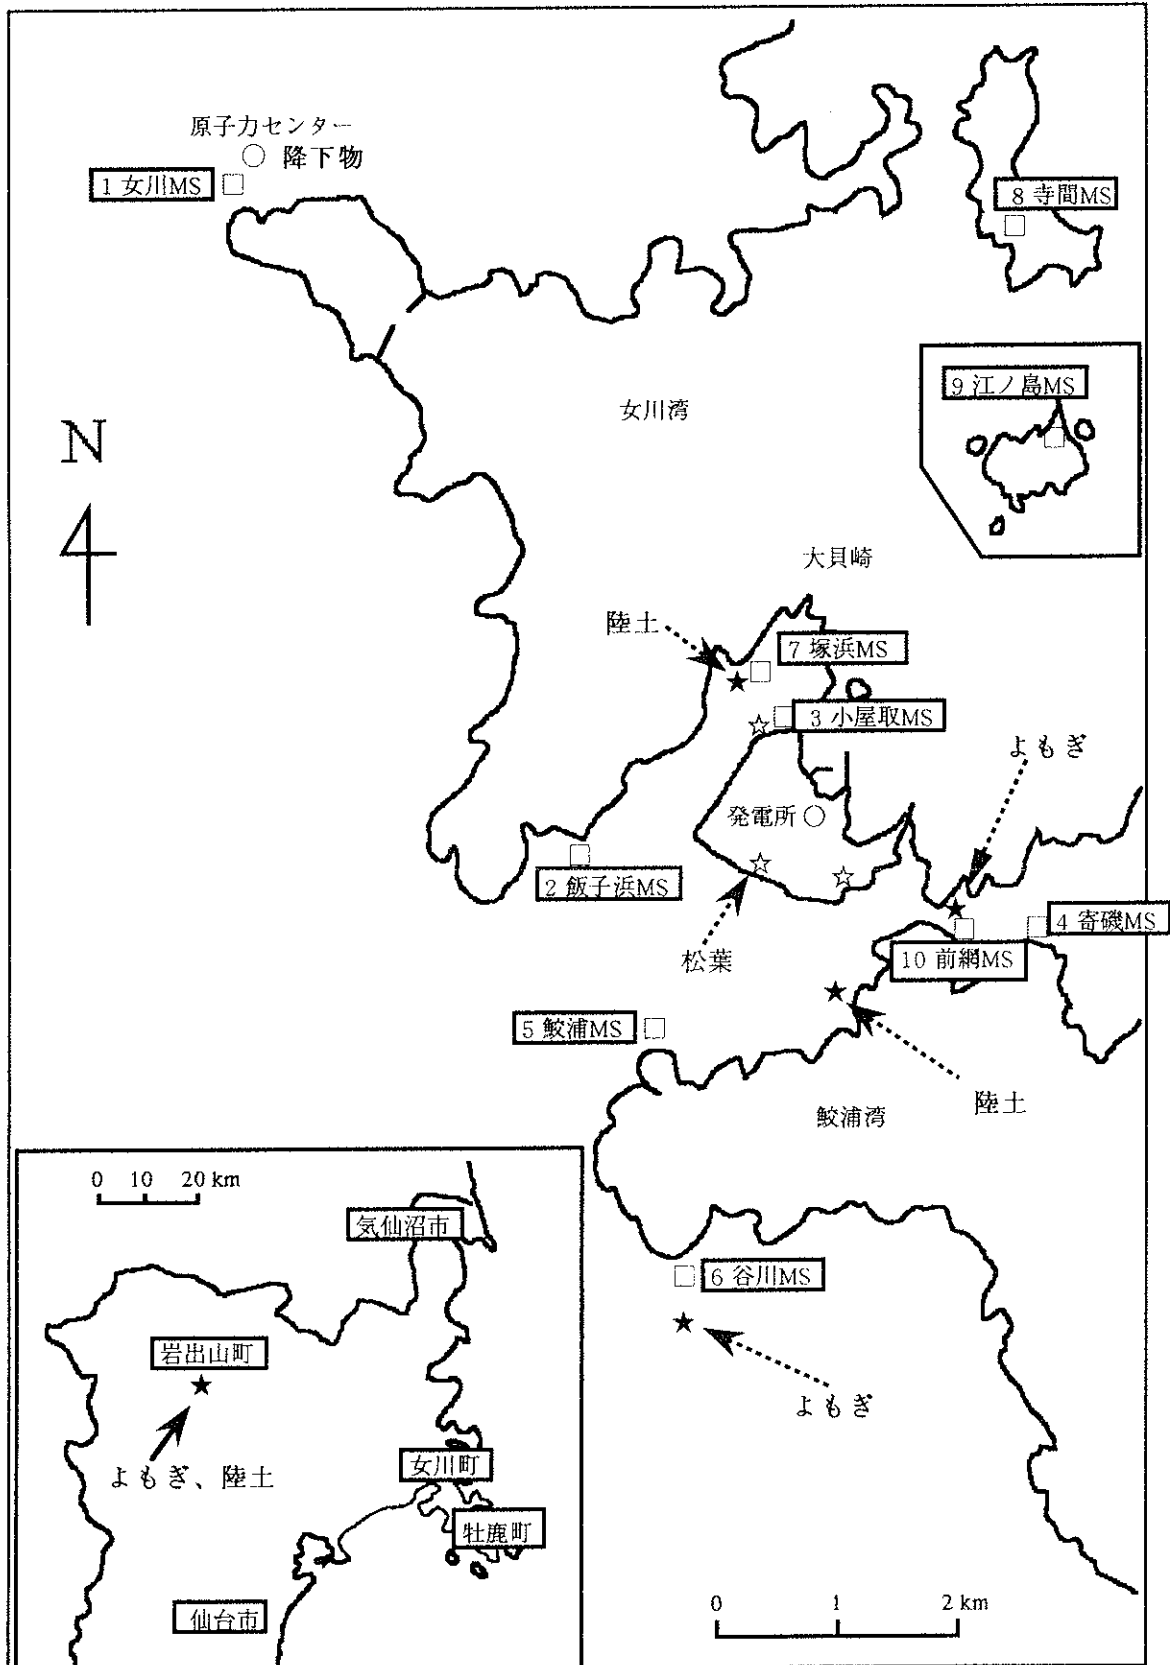 原子力センター
降下物
1 女川MS
8 寺間MS
9 江ノ島MS
女川湾
N
大貝崎
陸土
7 塚浜MS
3 小屋取MS
よもぎ
発電所
2 飯子浜MS
松葉
4 寄磯MS
10 前網MS
5 鮫浦MS
陸土
鮫浦湾
6 谷川MS
よもぎ
0 10 20 km
気仙沼市
岩出山町
よもぎ、陸土
女川町
牡鹿町
仙台市
0 1 2 km